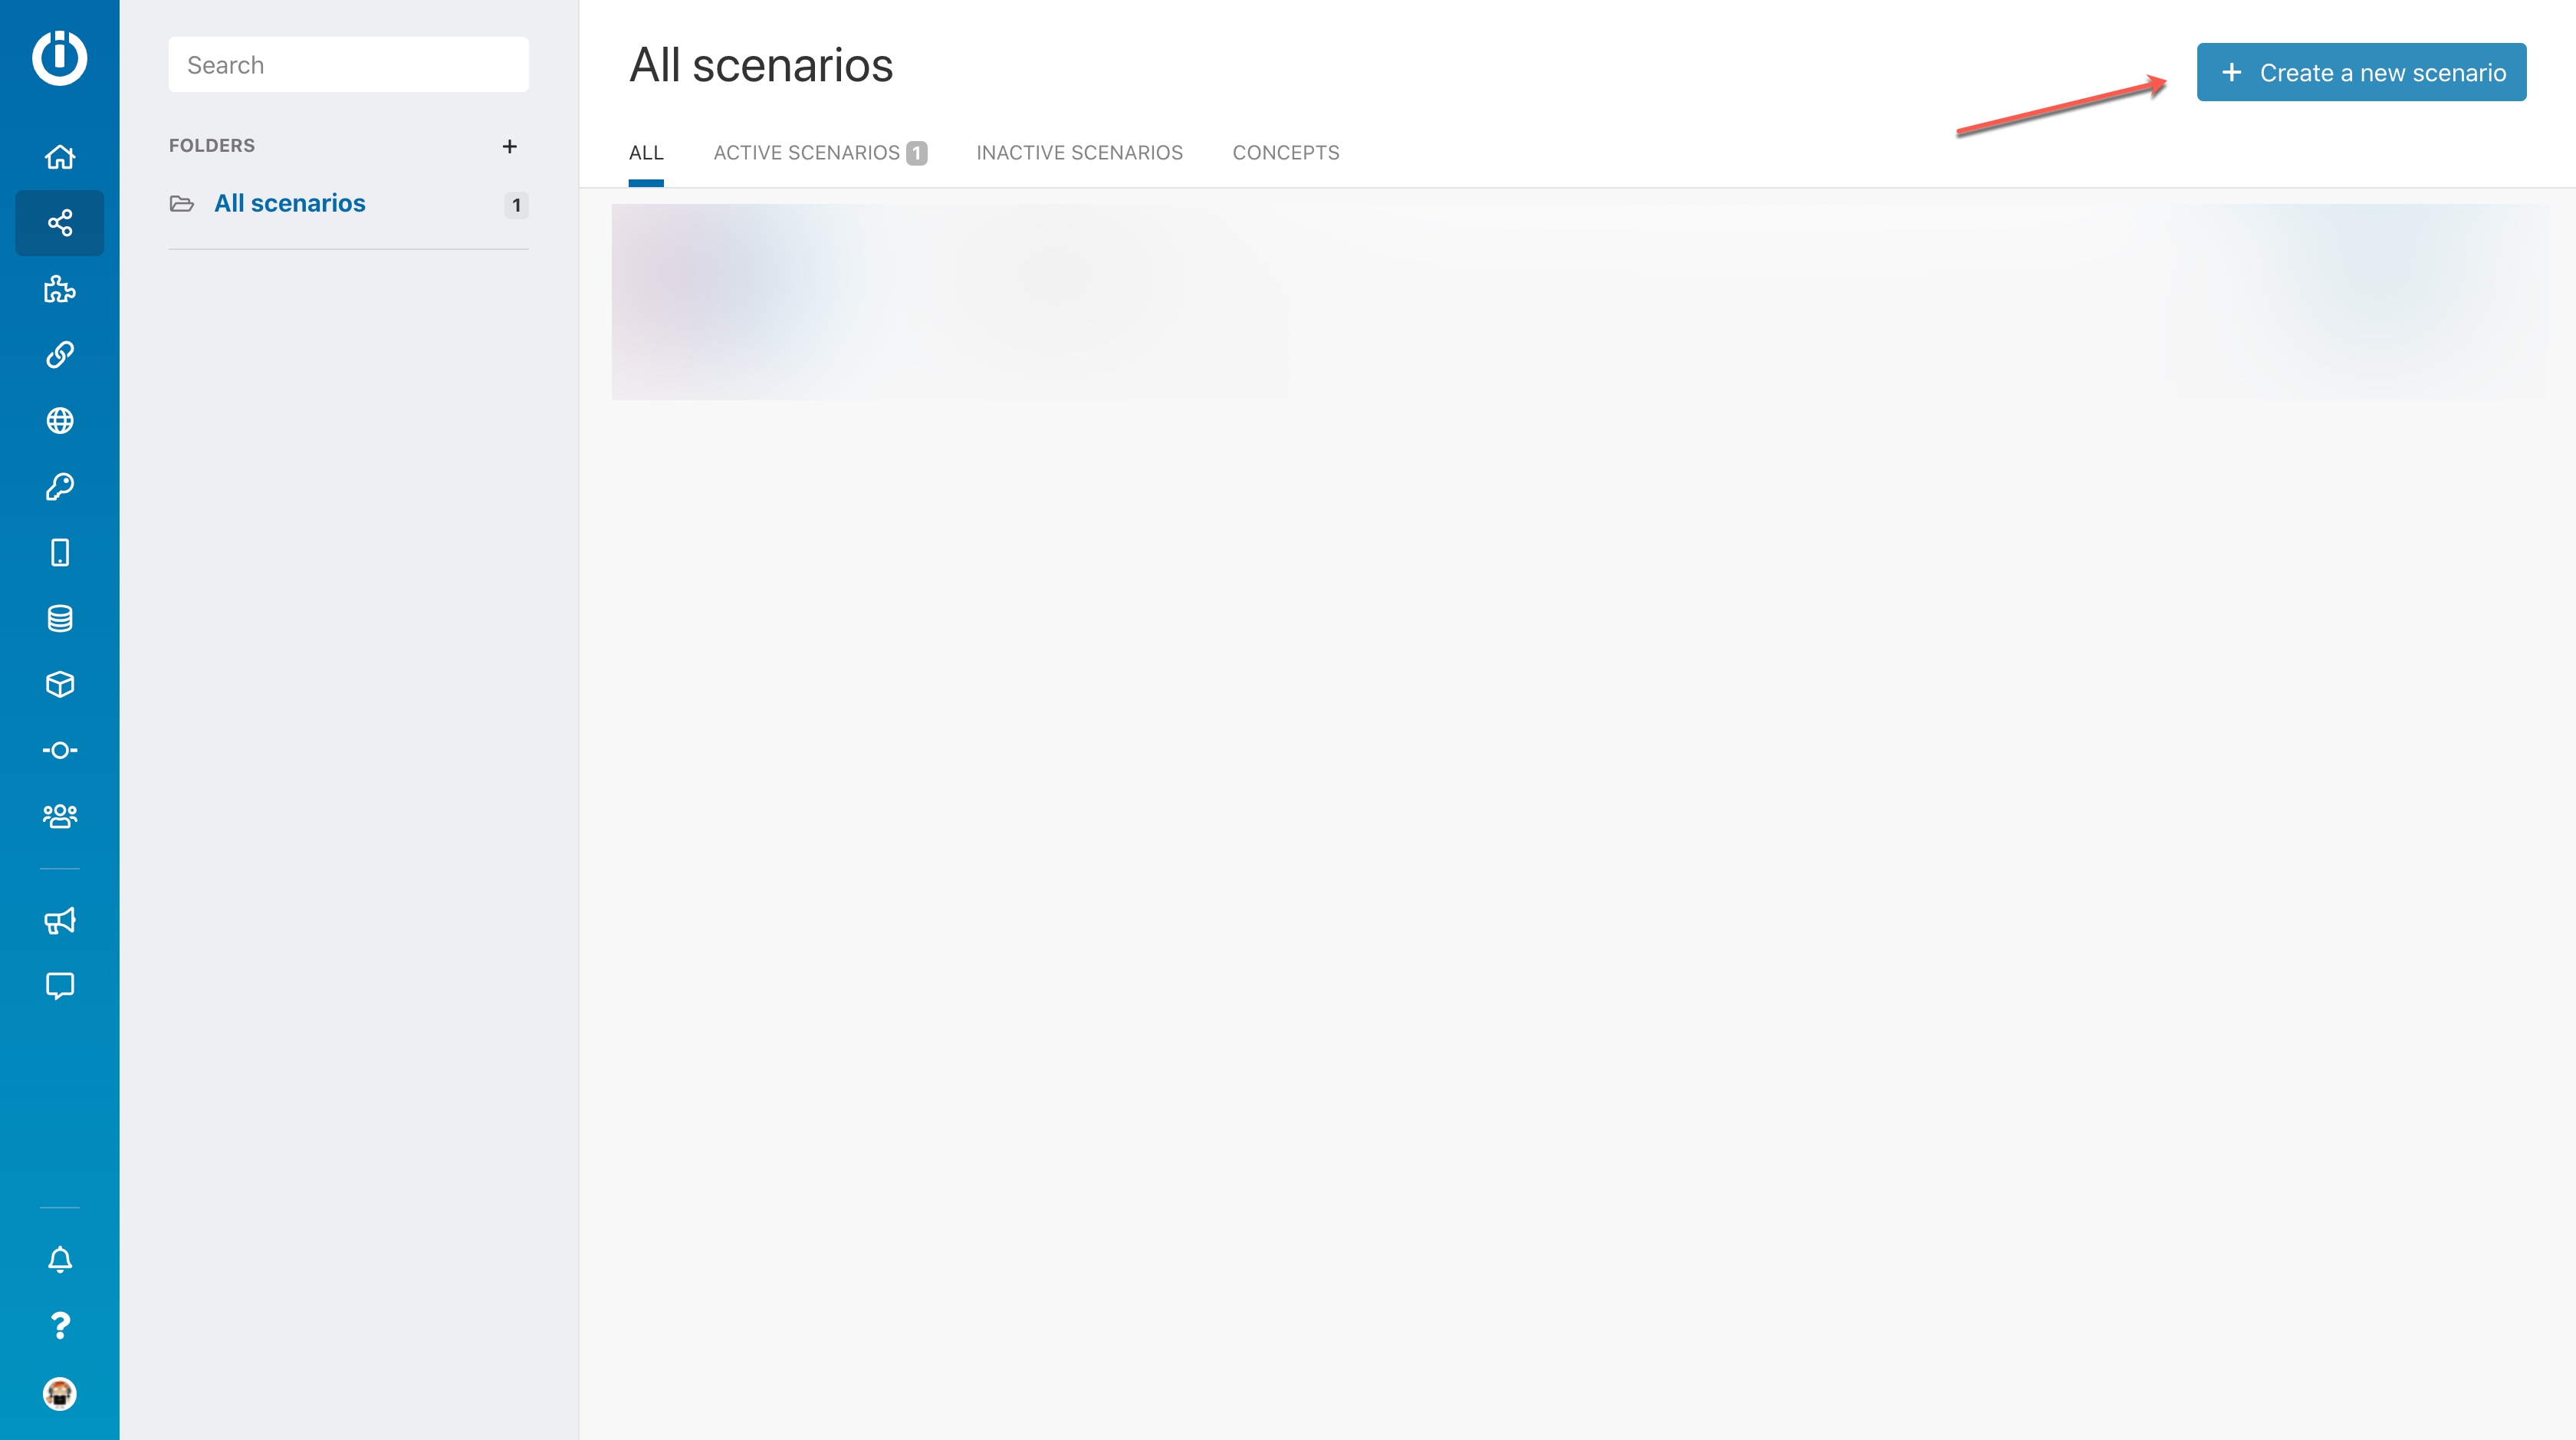 Search
FOLDERS
All scenarios 1
All scenarios
Create a new scenario
ALL ACTIVE SCENARIOS 1 INACTIVE SCENARIOS CONCEPTS